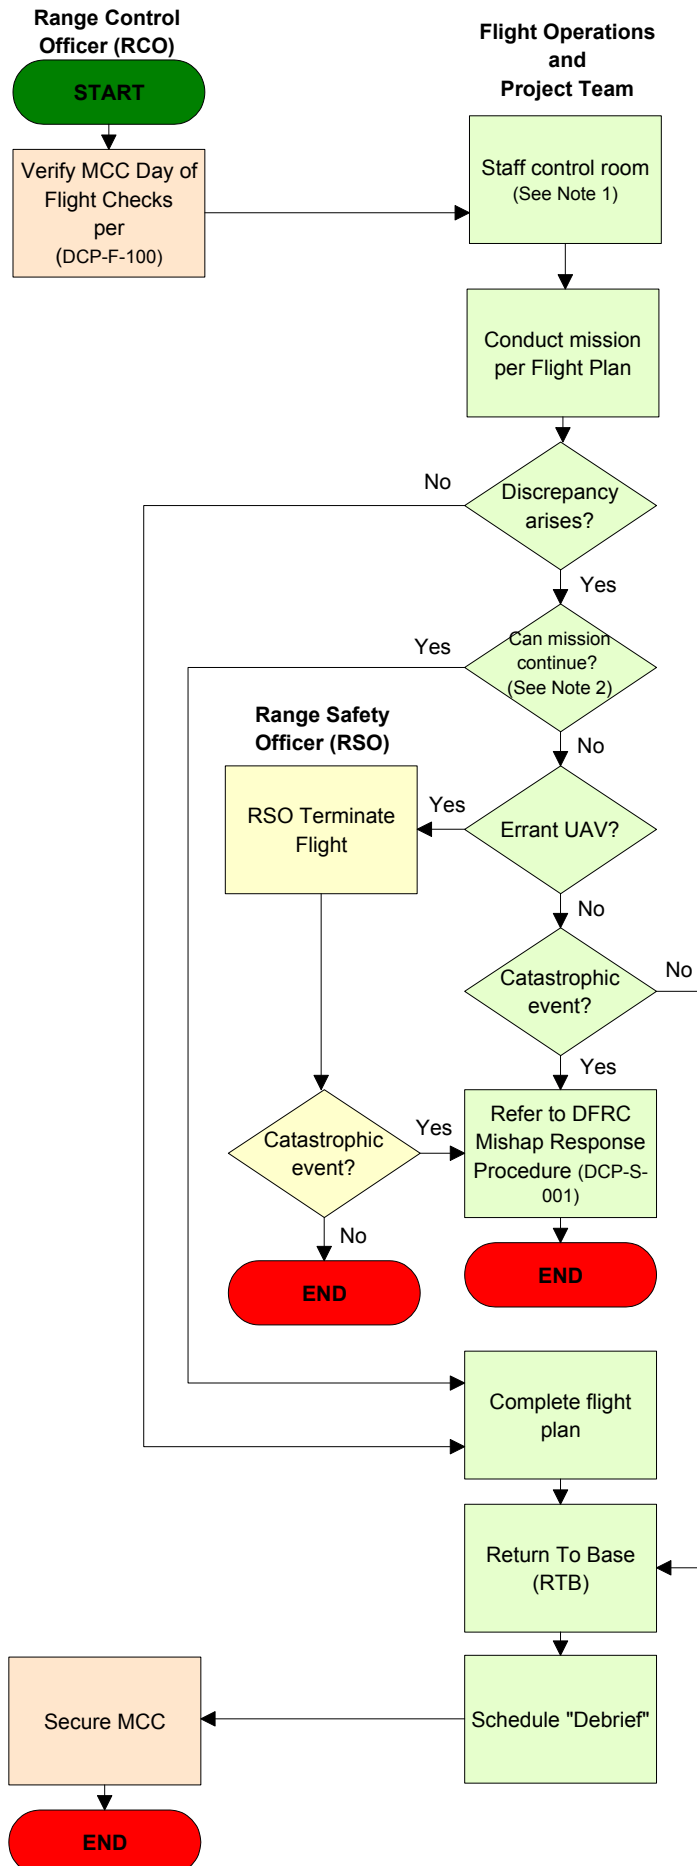 Range Control
Officer (RCO)
Flight Operations
and
Project Team
START
Verify MCC Day of
Flight Checks
per
(DCP-F-100)
Staff control room
(See Note 1)
Conduct mission
per Flight Plan
No
Discrepancy
arises?
Yes
Yes
Can mission
continue?
(See Note 2)
No
Range Safety
Officer (RSO)
RSO Terminate
Flight
Yes
Errant UAV?
No
Catastrophic
event?
No
Yes
Catastrophic
event?
Yes
No
Refer to DFRC
Mishap Response
Procedure (DCP-S-
001)
END
END
Complete flight
plan
Return To Base
(RTB)
Schedule "Debrief"
Secure MCC
END